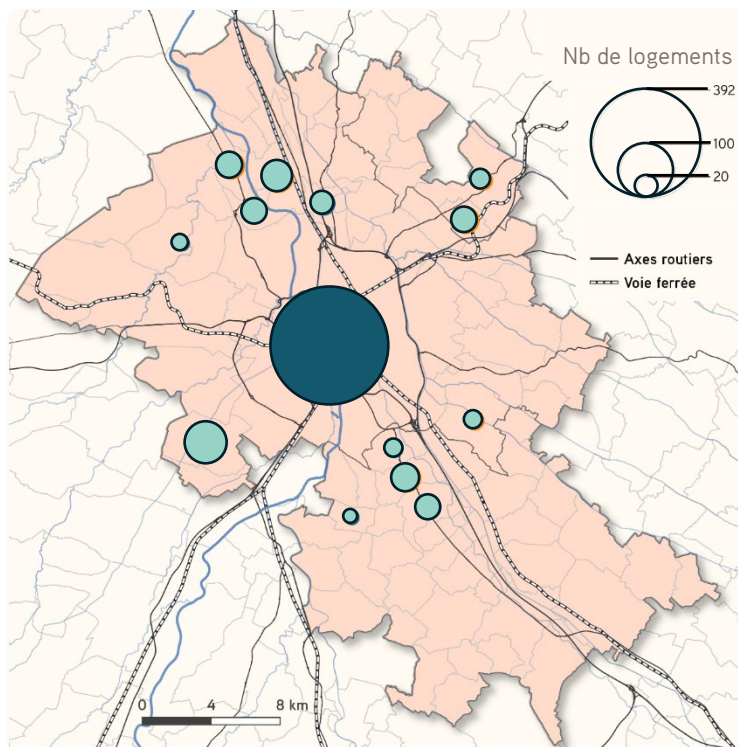 Nb de logements
392
100
20
Axes routiers
Voie ferrée
0 4 8 km